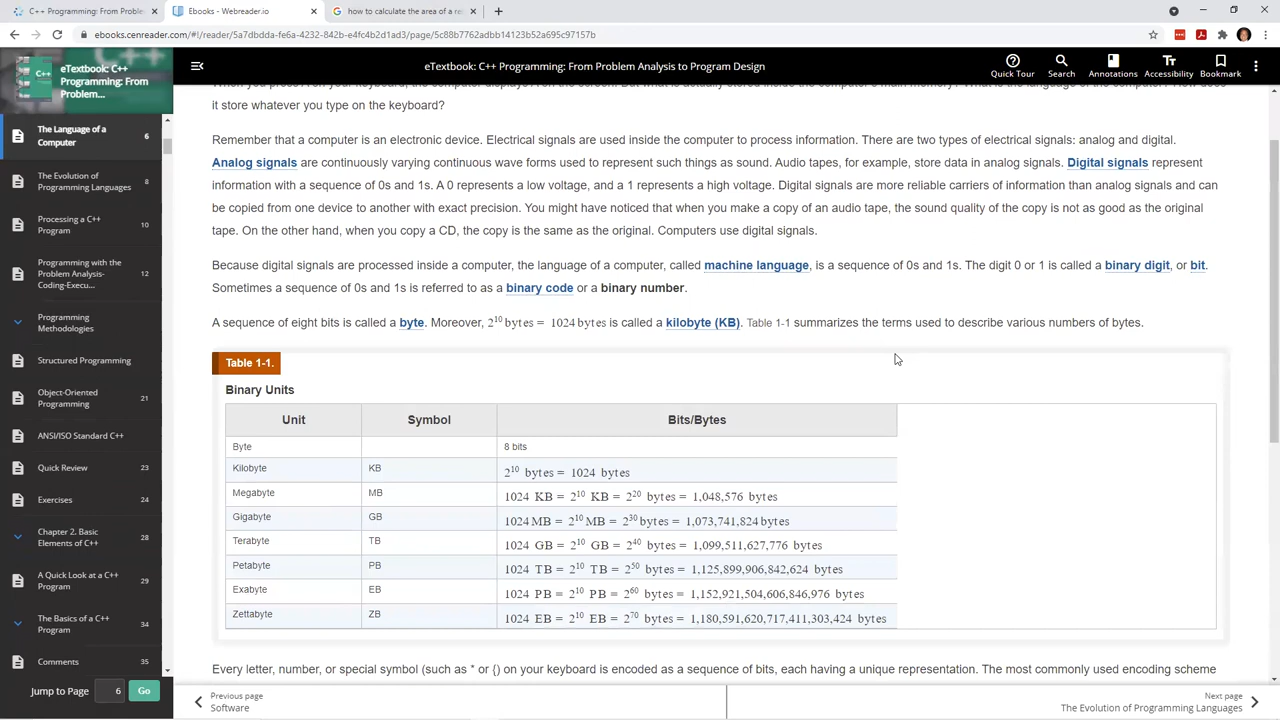 C++ Programming: From Proble
Ebooks - Webreader.io
how to calculate the area of a re
ebooks.cenreader.com/#!/reader/5a7dbdda-fe6a-4232-842b-e4fc4b2d1ad3/page/5c88b7762adbb14123b52a695c97157b
C++
eTextbook: C++
Programming: From
Problem...
eTextbook: C++ Programming: From Problem Analysis to Program Design
Quick Tour
Search
Annotations
Accessibility
Bookmark
The Language of a
Computer
6
The Evolution of
Programming Languages
8
Processing a C++
Program
10
Programming with the
Problem Analysis-
Coding-Execu...
12
Programming
Methodologies
Structured Programming
Object-Oriented
Programming
21
ANSI/ISO Standard C++
Quick Review
23
Exercises
24
Chapter 2. Basic
Elements of C++
28
A Quick Look at a C++
Program
29
The Basics of a C++
Program
34
Comments
35
Jump to Page
6
Go
it store whatever you type on the keyboard?
Remember that a computer is an electronic device. Electrical signals are used inside the computer to process information. There are two types of electrical signals: analog and digital.
Analog signals are continuously varying continuous wave forms used to represent such things as sound. Audio tapes, for example, store data in analog signals. Digital signals represent
information with a sequence of 0s and 1s. A 0 represents a low voltage, and a 1 represents a high voltage. Digital signals are more reliable carriers of information than analog signals and can
be copied from one device to another with exact precision. You might have noticed that when you make a copy of an audio tape, the sound quality of the copy is not as good as the original
tape. On the other hand, when you copy a CD, the copy is the same as the original. Computers use digital signals.
Because digital signals are processed inside a computer, the language of a computer, called machine language, is a sequence of 0s and 1s. The digit 0 or 1 is called a binary digit, or bit.
Sometimes a sequence of 0s and 1s is referred to as a binary code or a binary number.
A sequence of eight bits is called a byte. Moreover, 2¹⁰ bytes = 1024 bytes is called a kilobyte (KB). Table 1-1 summarizes the terms used to describe various numbers of bytes.
Table 1-1.
Binary Units
Unit Symbol Bits/Bytes
Byte 8 bits
Kilobyte KB 2¹⁰ bytes = 1024 bytes
Megabyte MB 1024 KB = 2¹⁰ KB = 2²⁰ bytes = 1,048,576 bytes
Gigabyte GB 1024 MB = 2¹⁰ MB = 2³⁰ bytes = 1,073,741,824 bytes
Terabyte TB 1024 GB = 2¹⁰ GB = 2⁴⁰ bytes = 1,099,511,627,776 bytes
Petabyte PB 1024 TB = 2¹⁰ TB = 2⁵⁰ bytes = 1,125,899,906,842,624 bytes
Exabyte EB 1024 PB = 2¹⁰ PB = 2⁶⁰ bytes = 1,152,921,504,606,846,976 bytes
Zettabyte ZB 1024 EB = 2¹⁰ EB = 2⁷⁰ bytes = 1,180,591,620,717,411,303,424 bytes
Every letter, number, or special symbol (such as * or {) on your keyboard is encoded as a sequence of bits, each having a unique representation. The most commonly used encoding scheme
Previous page
Software
Next page
The Evolution of Programming Languages